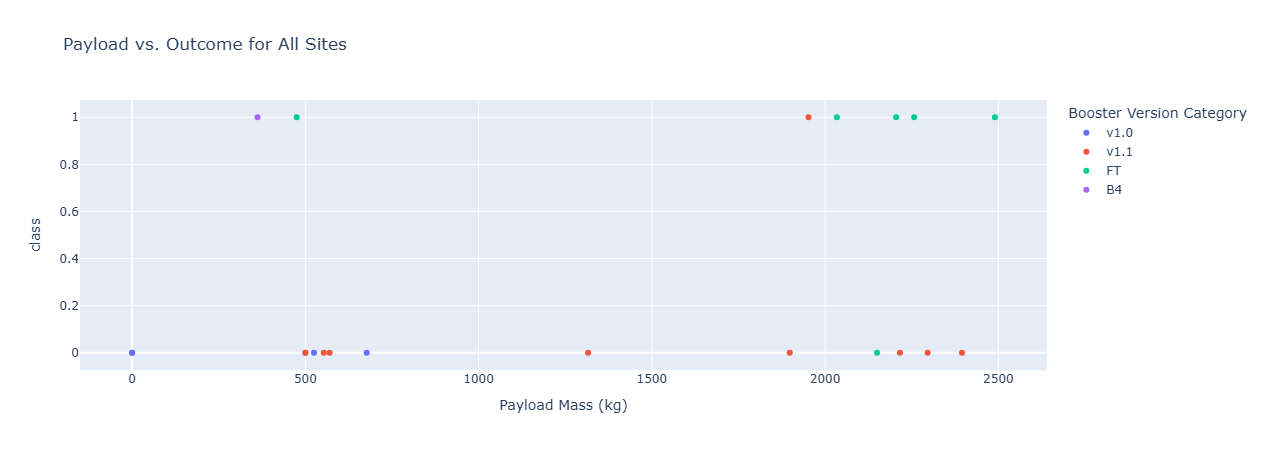 Payload vs. Outcome for All Sites
Booster Version Category
v1.0
v1.1
FT
B4
1
0.8
0.6
0.4
0.2
0
class
0 500 1000 1500 2000 2500
Payload Mass (kg)